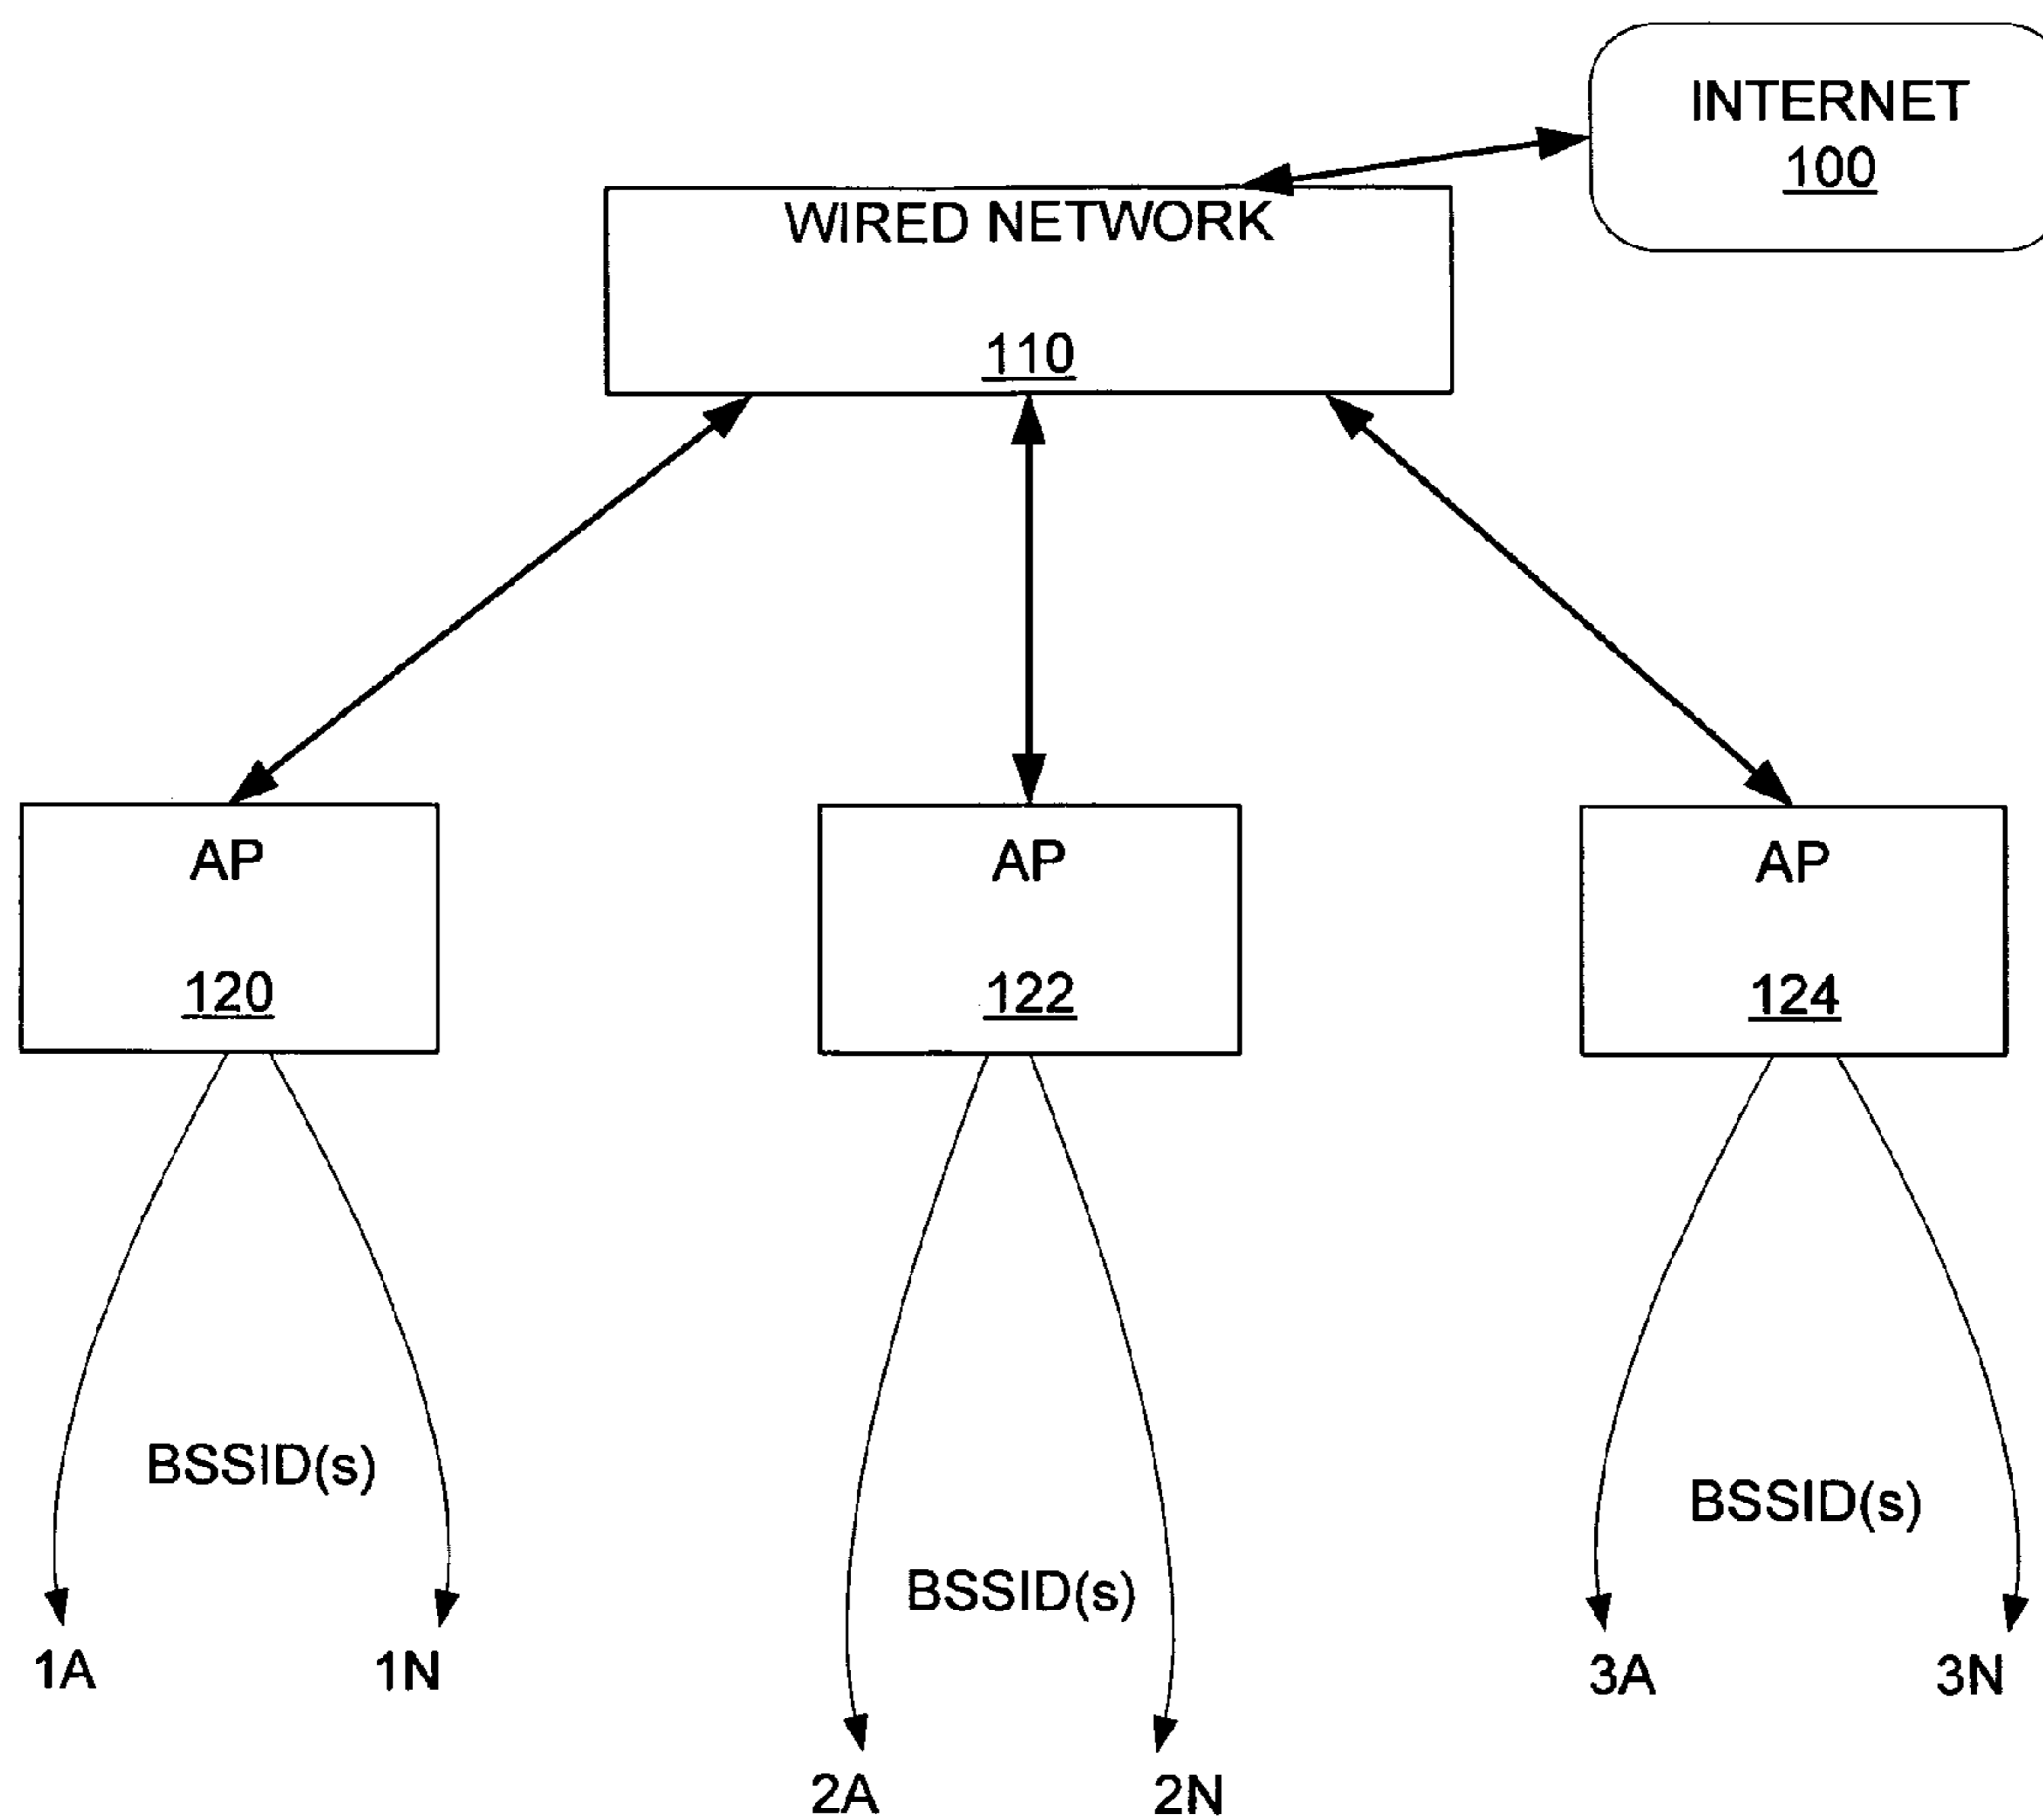 INTERNET
100
WIRED NETWORK
110
AP
120
AP
122
AP
124
BSSID(s)
BSSID(s)
BSSID(s)
1A
1N
2A
2N
3A
3N